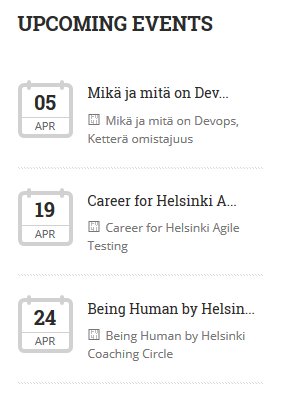 UPCOMING EVENTS
05
APR
Mikä ja mitä on Dev...
Mikä ja mitä on Devops,
Ketterä omistajuus
19
APR
Career for Helsinki A...
Career for Helsinki Agile
Testing
24
APR
Being Human by Helsin...
Being Human by Helsinki
Coaching Circle